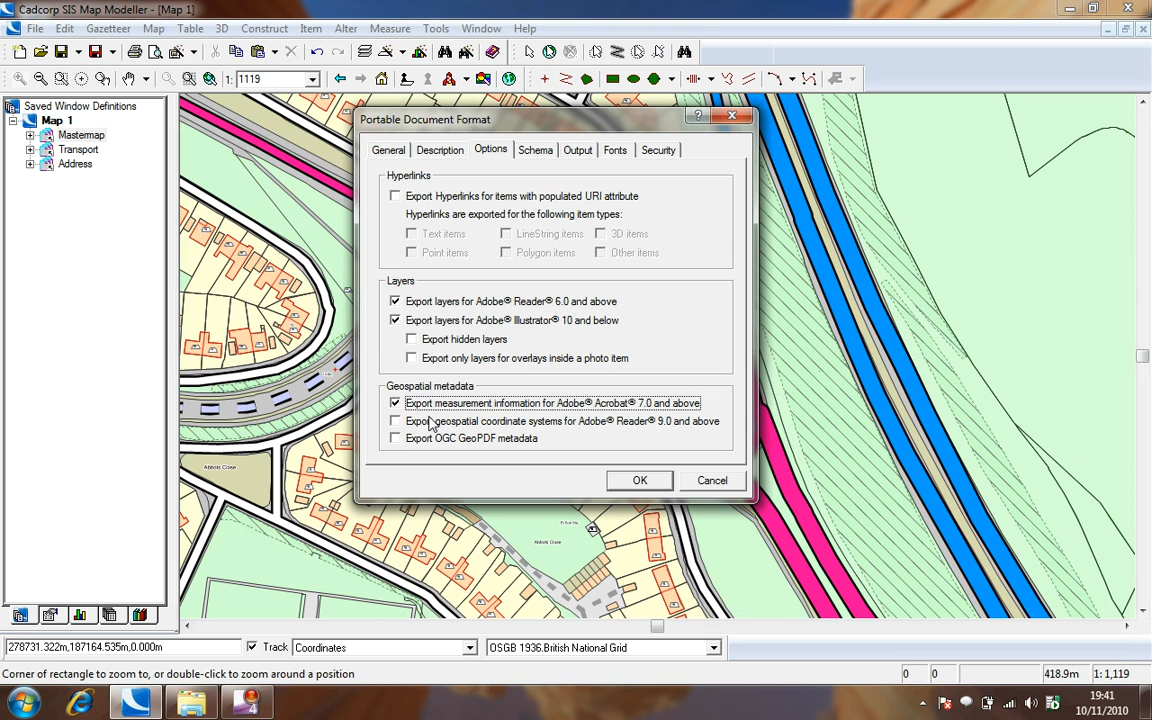 Cadcorp SIS Map Modeller - [Map 1]
File Edit Gazetteer Map Table 3D Construct Item Alter Measure Tools Window Help
1: 1119
Saved Window Definitions
Map 1
Mastermap
Transport
Address
Portable Document Format
General Description Options Schema Output Fonts Security
Hyperlinks
Export Hyperlinks for items with populated URI attribute
Hyperlinks are exported for the following item types:
Text items LineString items 3D items
Point items Polygon items Other items
Layers
Export layers for Adobe® Reader® 6.0 and above
Export layers for Adobe® Illustrator® 10 and below
Export hidden layers
Export only layers for overlays inside a photo item
Geospatial metadata
Export measurement information for Adobe® Acrobat® 7.0 and above
Export geospatial coordinate systems for Adobe® Reader® 9.0 and above
Export OGC GeoPDF metadata
OK Cancel
Abbots Close
Abbots Close
278731.322m,187164.535m,0.000m Track Coordinates OSGB 1936.British National Grid
Corner of rectangle to zoom to, or double-click to zoom around a position 0 0 418.9m 1: 1,119
4
19:41
10/11/2010